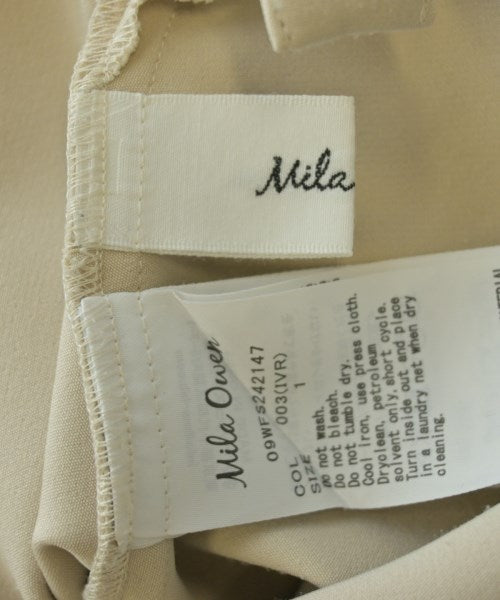 Mila
Mila Owen
09WFS242147
COL 003(IVR)
SIZE 1
Do not wash.
Do not bleach.
Do not tumble dry.
Cool iron, use press cloth.
Dryclean, petroleum
solvent only, short cycle.
Turn inside out and place
in a laundry net when dry
cleaning.